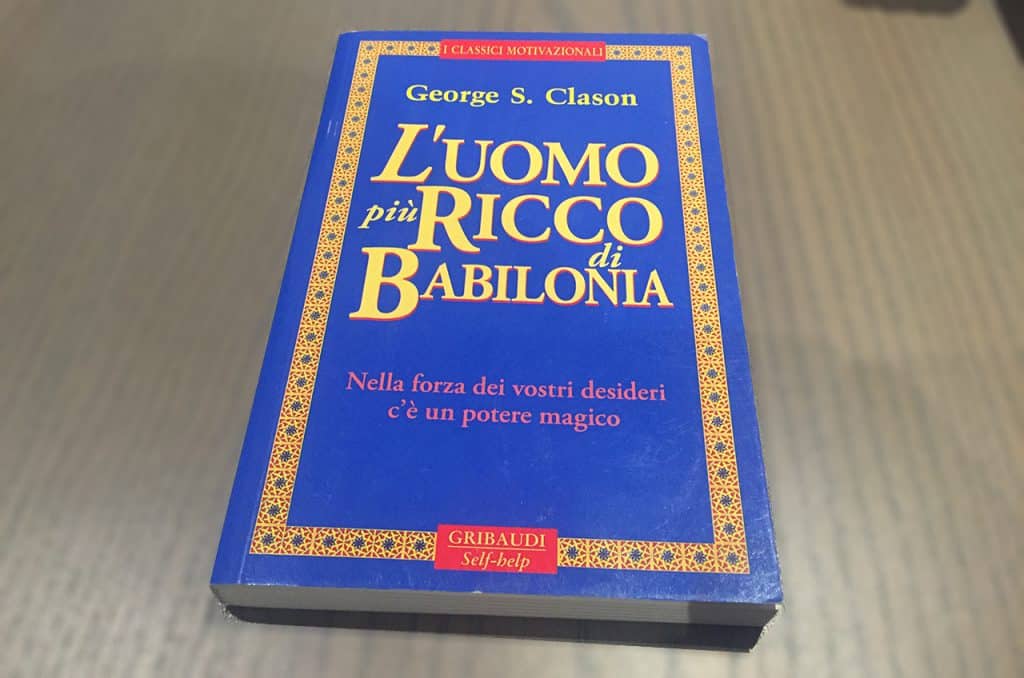 I CLASSICI MOTIVAZIONALI
George S. Clason
L'UOMO
più RICCO
di
BABILONIA
Nella forza dei vostri desideri
c'è un potere magico
GRIBAUDI
Self-help